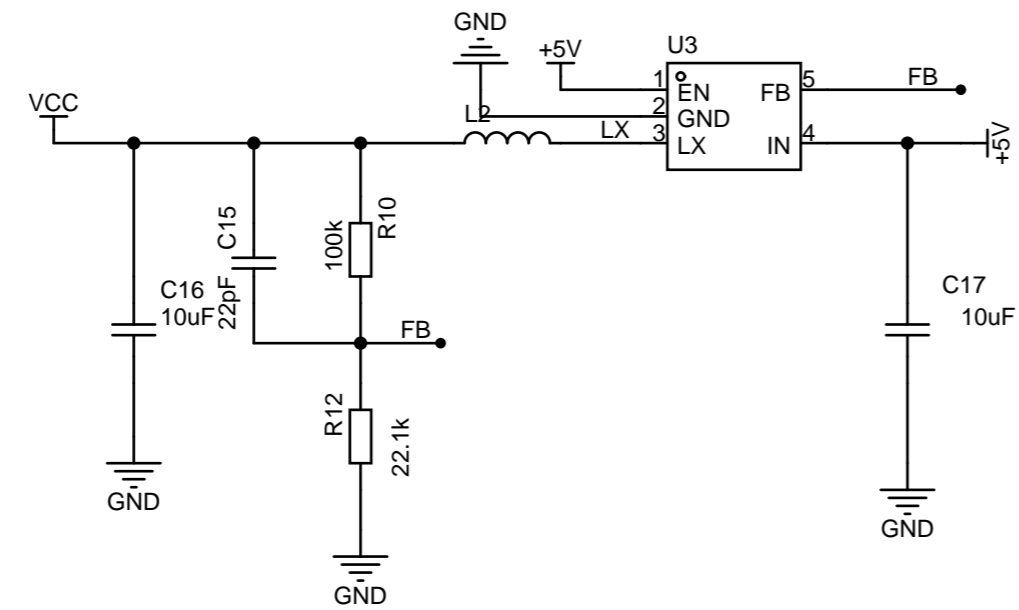 GND
+5V
U3
VCC
L2
LX
1
2
3
EN
GND
LX
FB
IN
5
4
FB
+5V
C15
22pF
100k
R10
C16
10uF
FB
C17
10uF
R12
22.1k
GND
GND
GND